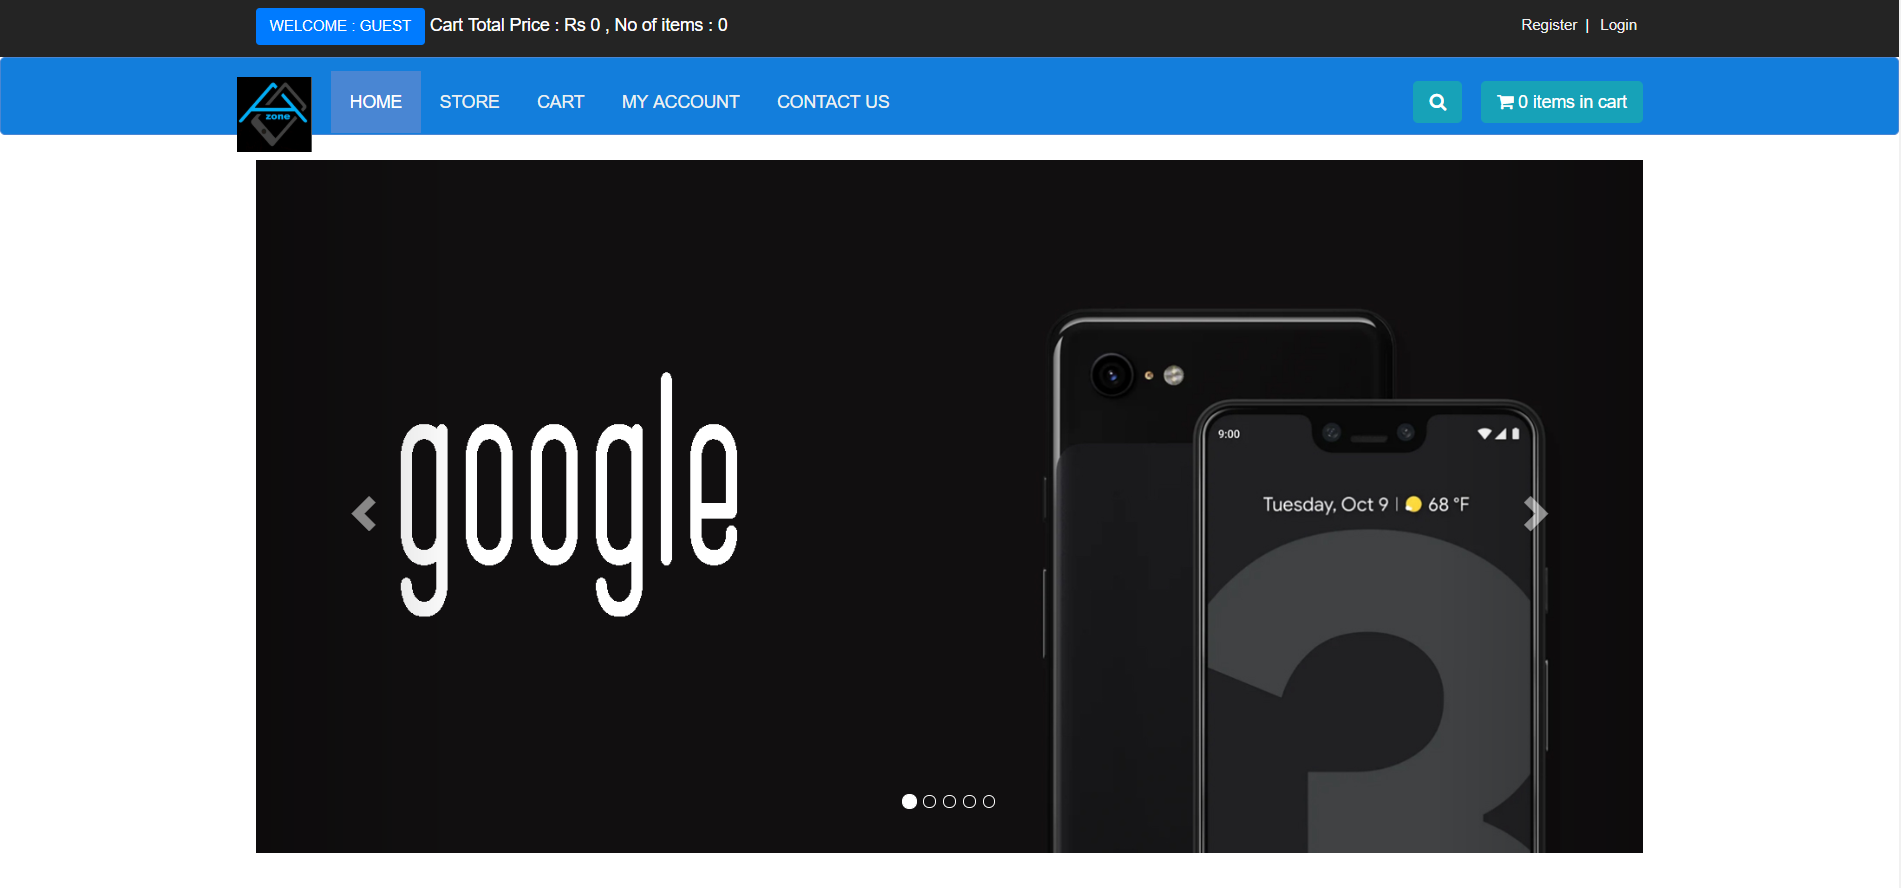 WELCOME : GUEST Cart Total Price : Rs 0 , No of items : 0 Register | Login
zone HOME STORE CART MY ACCOUNT CONTACT US 0 items in cart
google
9:00
Tuesday, Oct 9 | 68 °F
3